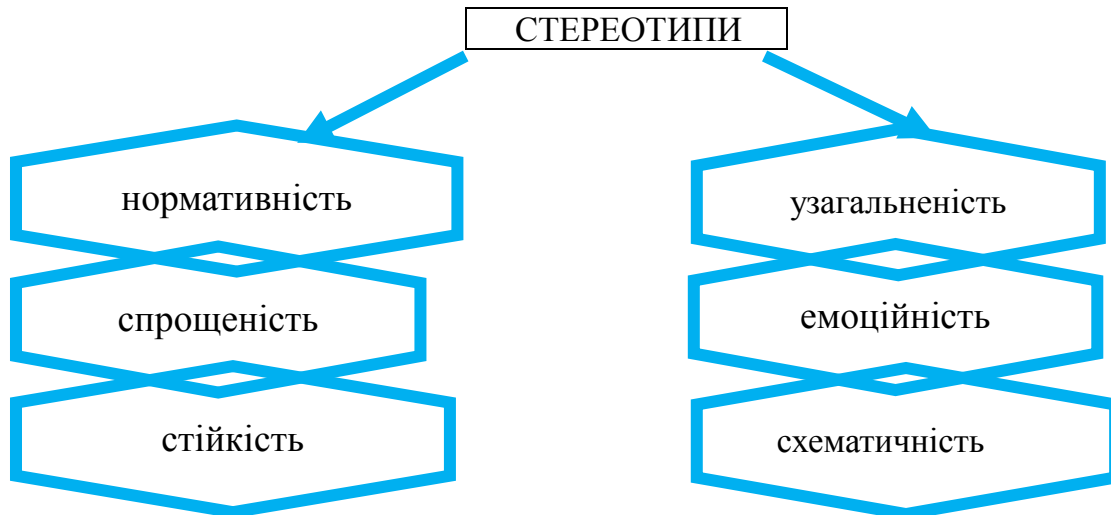 СТЕРЕОТИПИ
нормативність
спрощеність
стійкість
узагальненість
емоційність
схематичність